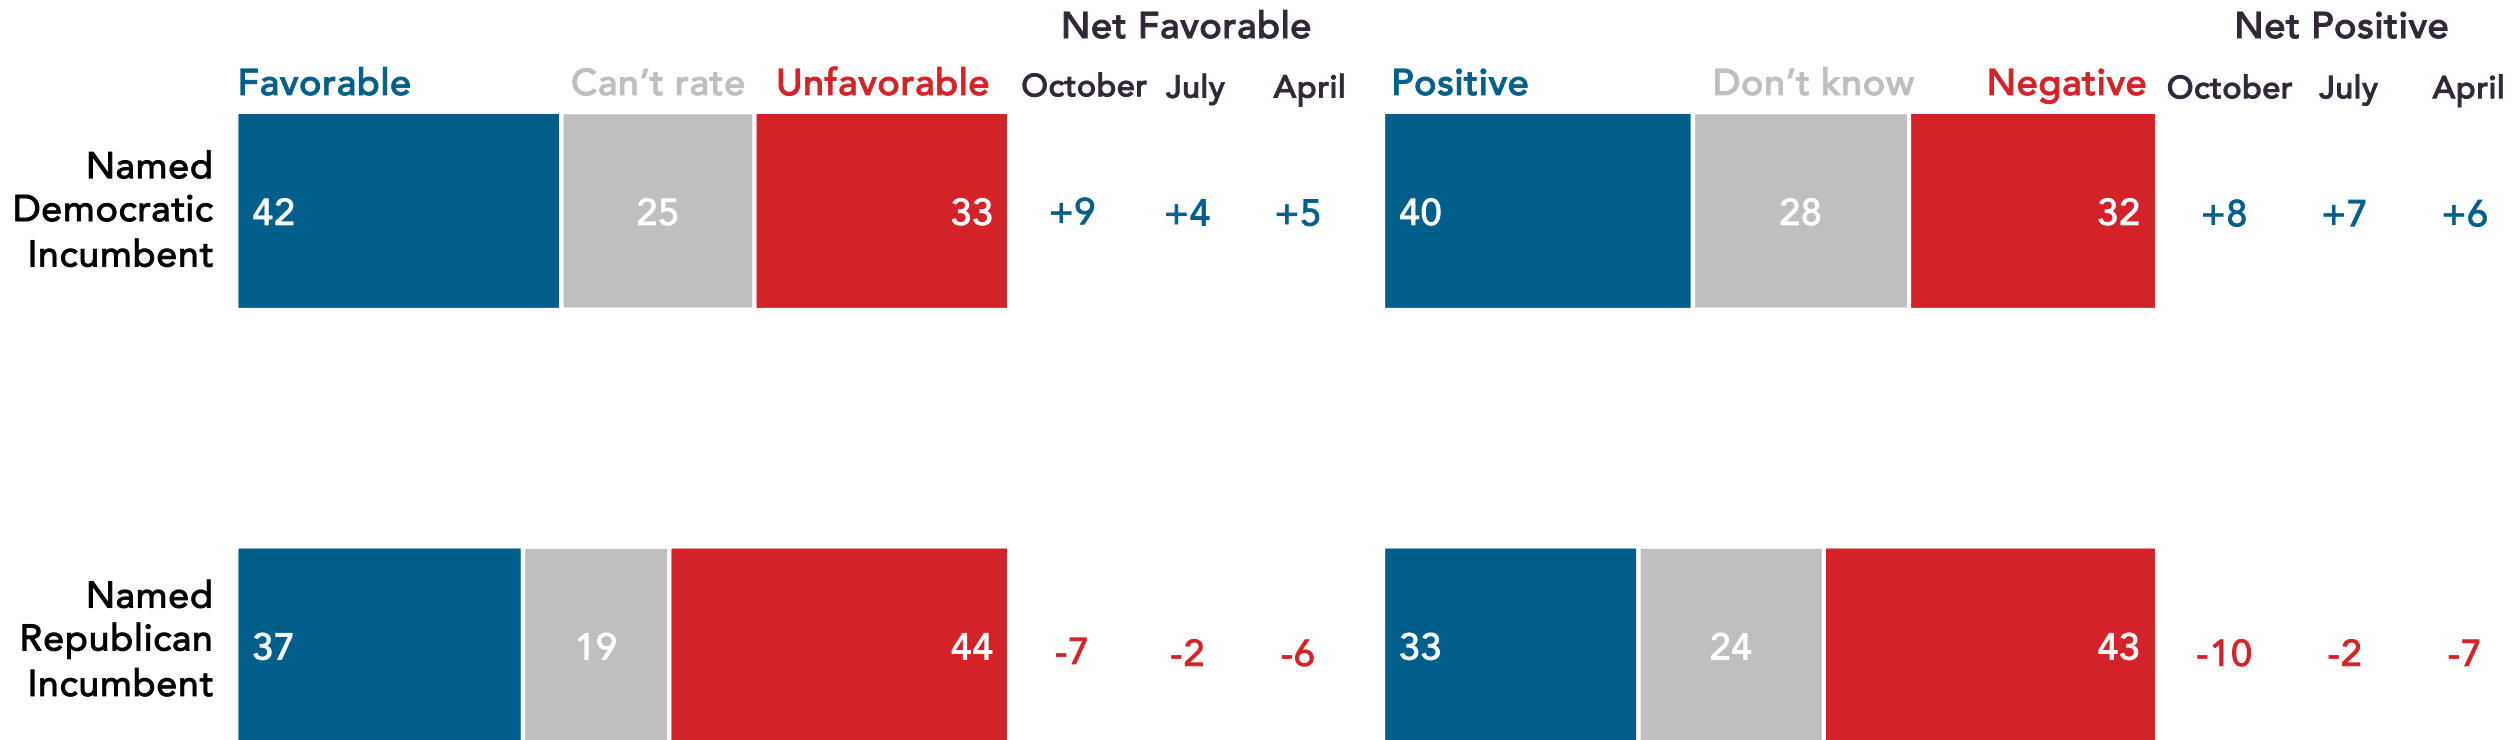 Net Favorable Net Positive
Favorable Can't rate Unfavorable October July April Positive Don't know Negative October July April
Named
Democratic
Incumbent
42 25 33 +9 +4 +5 40 28 32 +8 +7 +6
Named
Republican
Incumbent
37 19 44 -7 -2 -6 33 24 43 -10 -2 -7